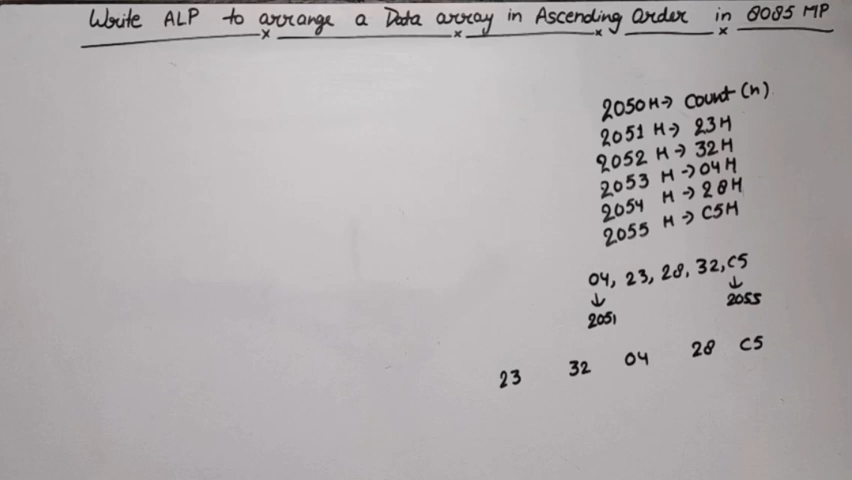 Write ALP to arrange a Data array in Ascending Order in 8085 MP
2050 H → Count (n)
2051 H → 23H
2052 H → 32H
2053 H → 04H
2054 H → 28H
2055 H → C5H
04, 23, 28, 32, C5
↓ ↓
2051 2055
23 32 04 28 C5